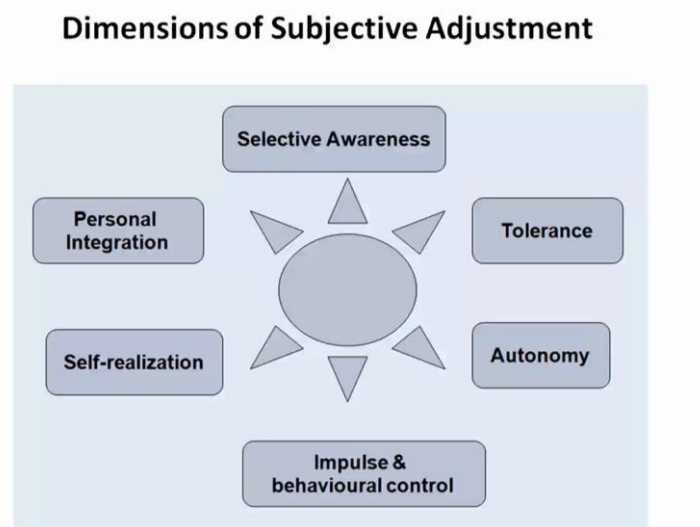 Dimensions of Subjective Adjustment
Selective Awareness
Personal
Integration
Tolerance
Self-realization
Autonomy
Impulse &
behavioural control